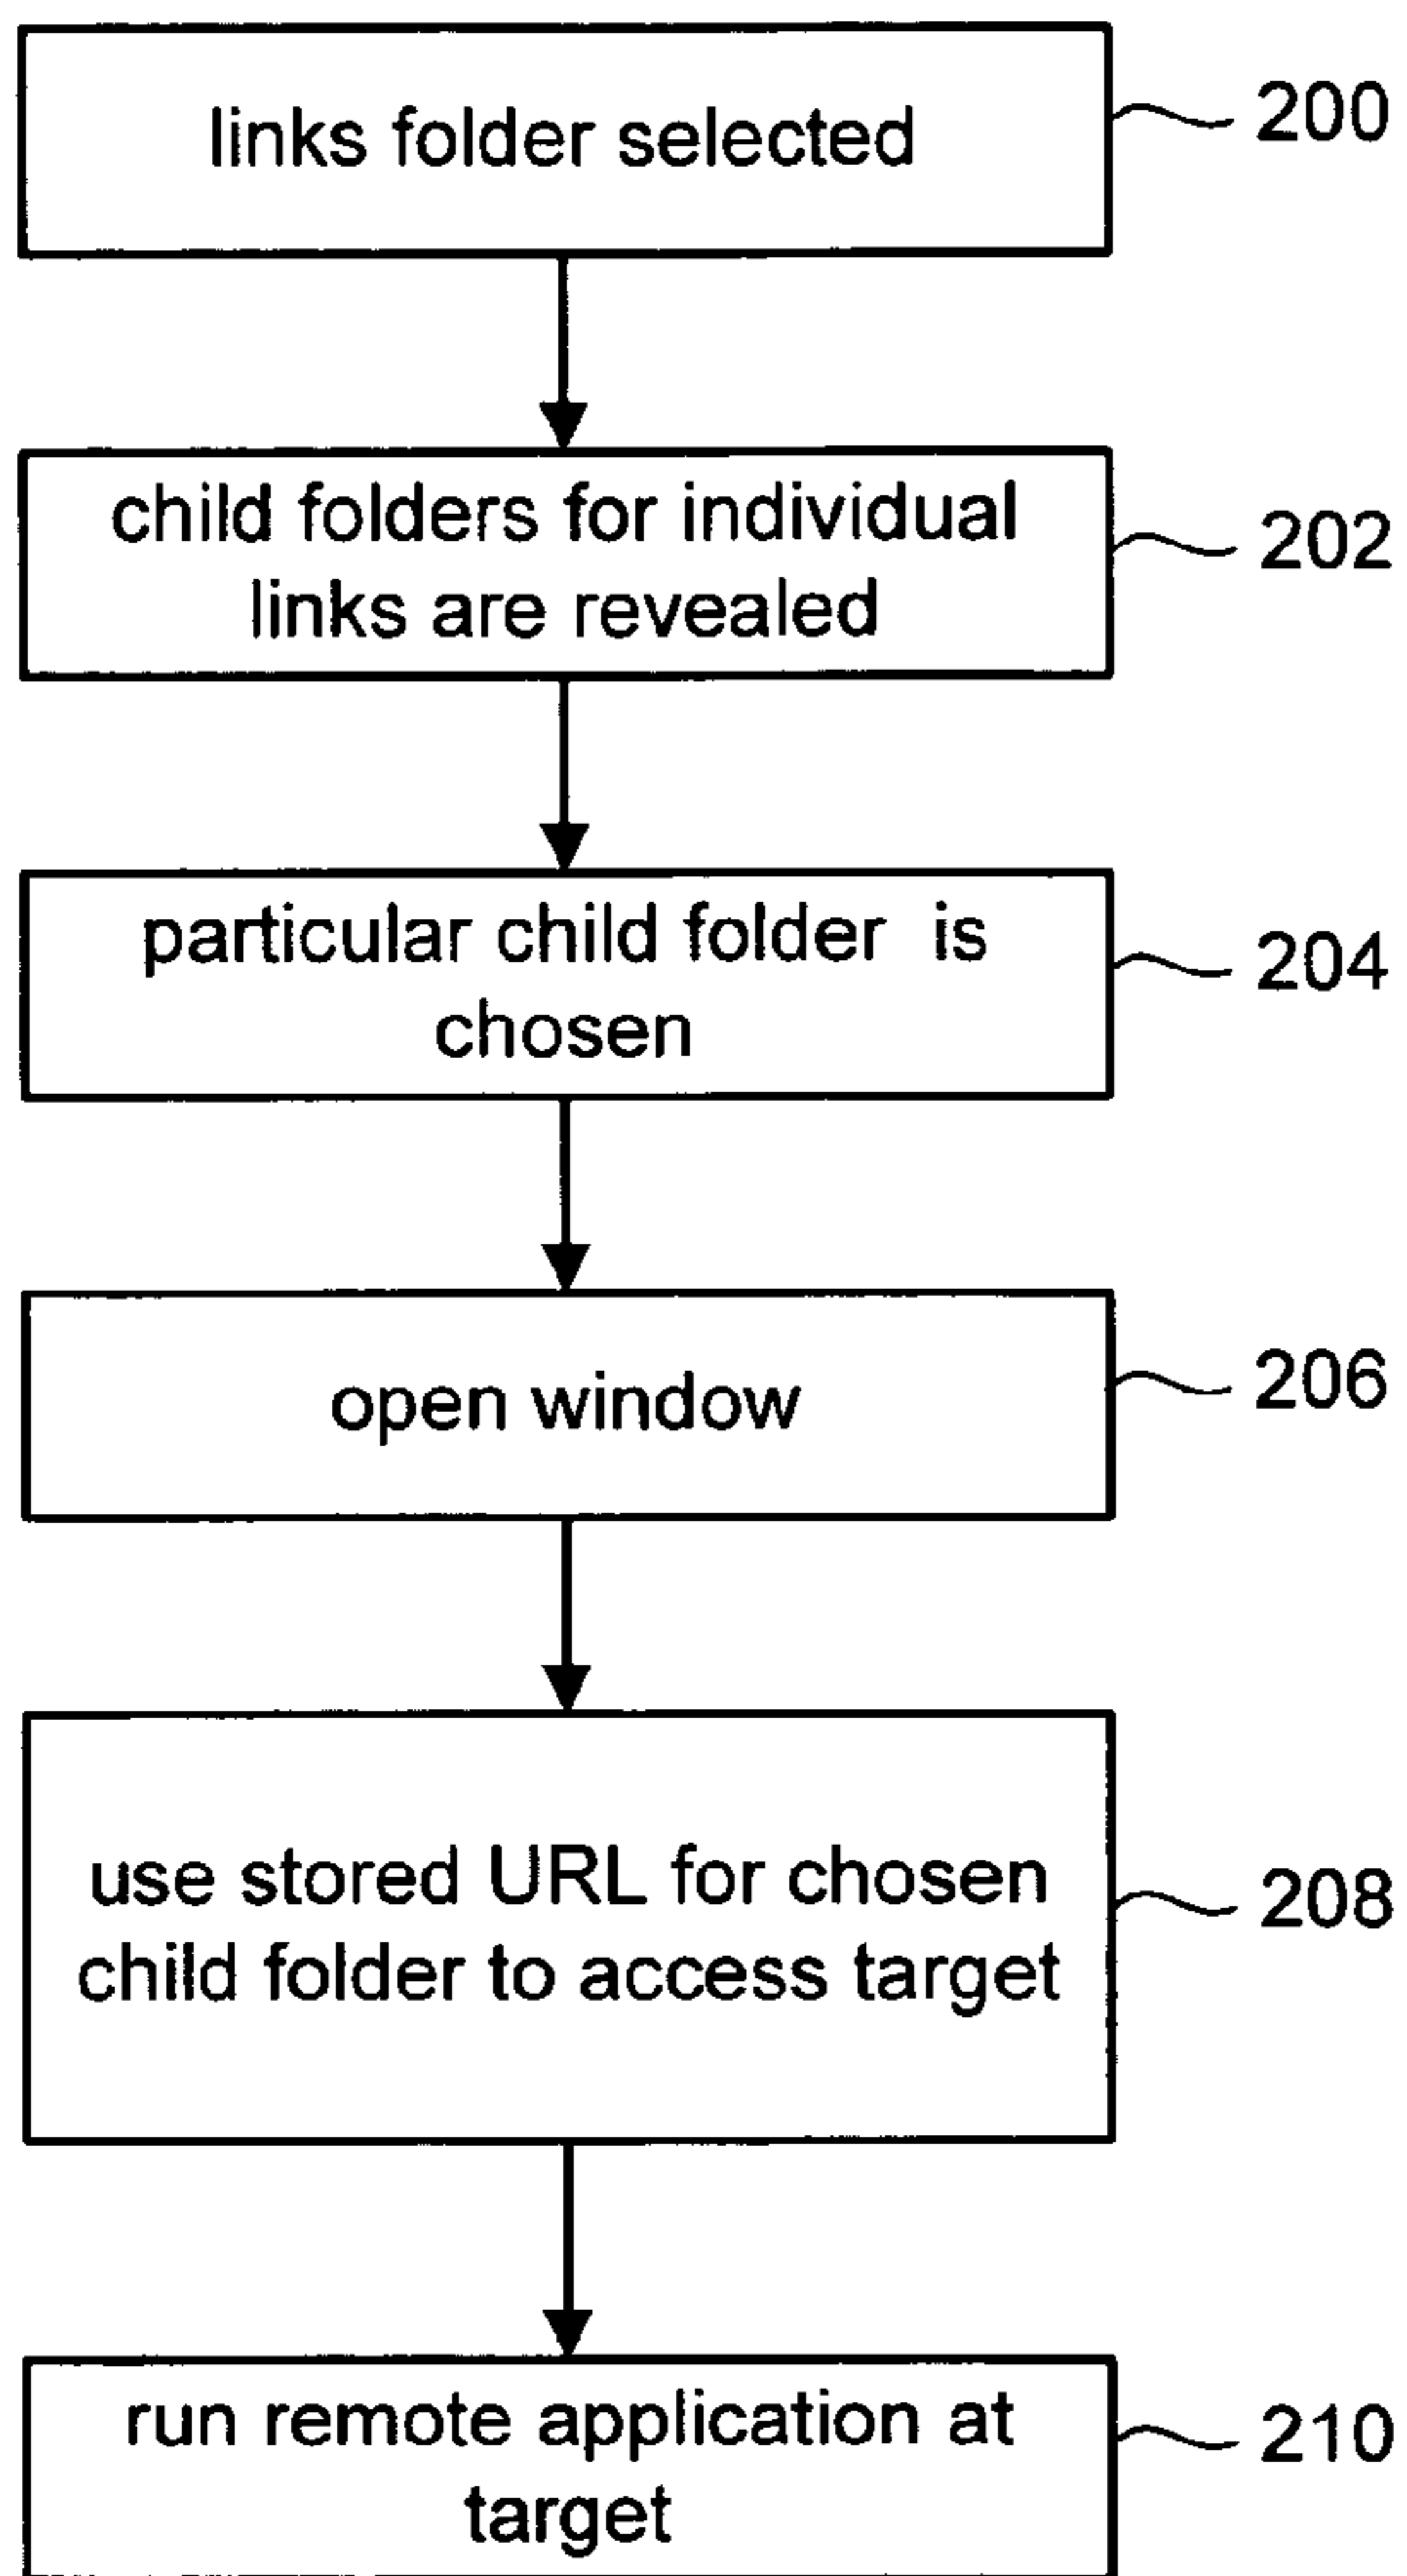 links folder selected
200
child folders for individual
links are revealed
202
particular child folder is
chosen
204
open window
206
use stored URL for chosen
child folder to access target
208
run remote application at
target
210